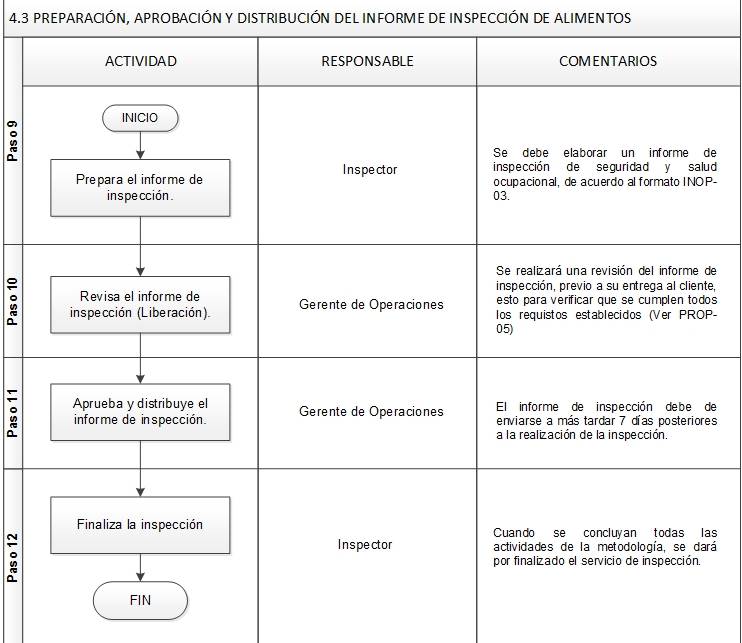 4.3 PREPARACIÓN, APROBACIÓN Y DISTRIBUCIÓN DEL INFORME DE INSPECCIÓN DE ALIMENTOS
ACTIVIDAD
RESPONSABLE
COMENTARIOS
Paso 9
INICIO
Prepara el informe de
inspección.
Inspector
Se debe elaborar un informe de
inspección de seguridad y salud
ocupacional, de acuerdo al formato INOP-
03.
Paso 10
Revisa el informe de
inspección (Liberación).
Gerente de Operaciones
Se realizará una revisión del informe de
inspección, previo a su entrega al cliente,
esto para verificar que se cumplen todos
los requistos establecidos (Ver PROP-
05)
Paso 11
Aprueba y distribuye el
informe de inspección.
Gerente de Operaciones
El informe de inspección debe de
enviarse a más tardar 7 días posteriores
a la realización de la inspección.
Paso 12
Finaliza la inspección
FIN
Inspector
Cuando se concluyan todas las
actividades de la metodología, se dará
por finalizado el servicio de inspección.